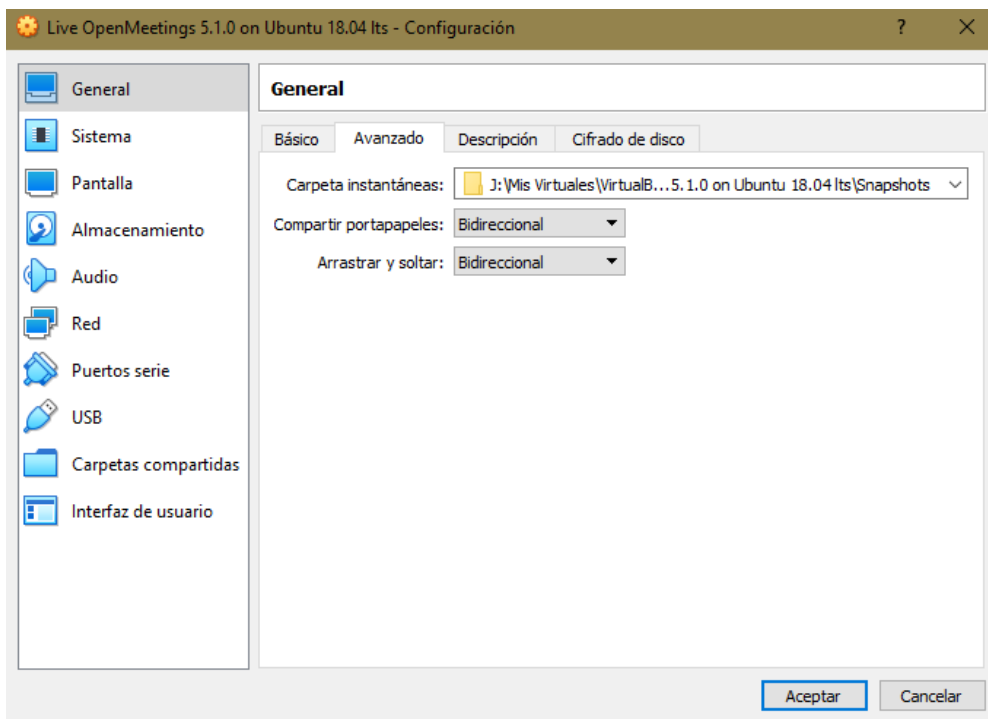 Live OpenMeetings 5.1.0 on Ubuntu 18.04 lts - Configuración
?
General
Sistema
Pantalla
Almacenamiento
Audio
Red
Puertos serie
USB
Carpetas compartidas
Interfaz de usuario
General
Básico Avanzado Descripción Cifrado de disco
Carpeta instantáneas: J:\Mis Virtuales\VirtualB...5.1.0 on Ubuntu 18.04 lts\Snapshots
Compartir portapapeles: Bidireccional
Arrastrar y soltar: Bidireccional
Aceptar Cancelar